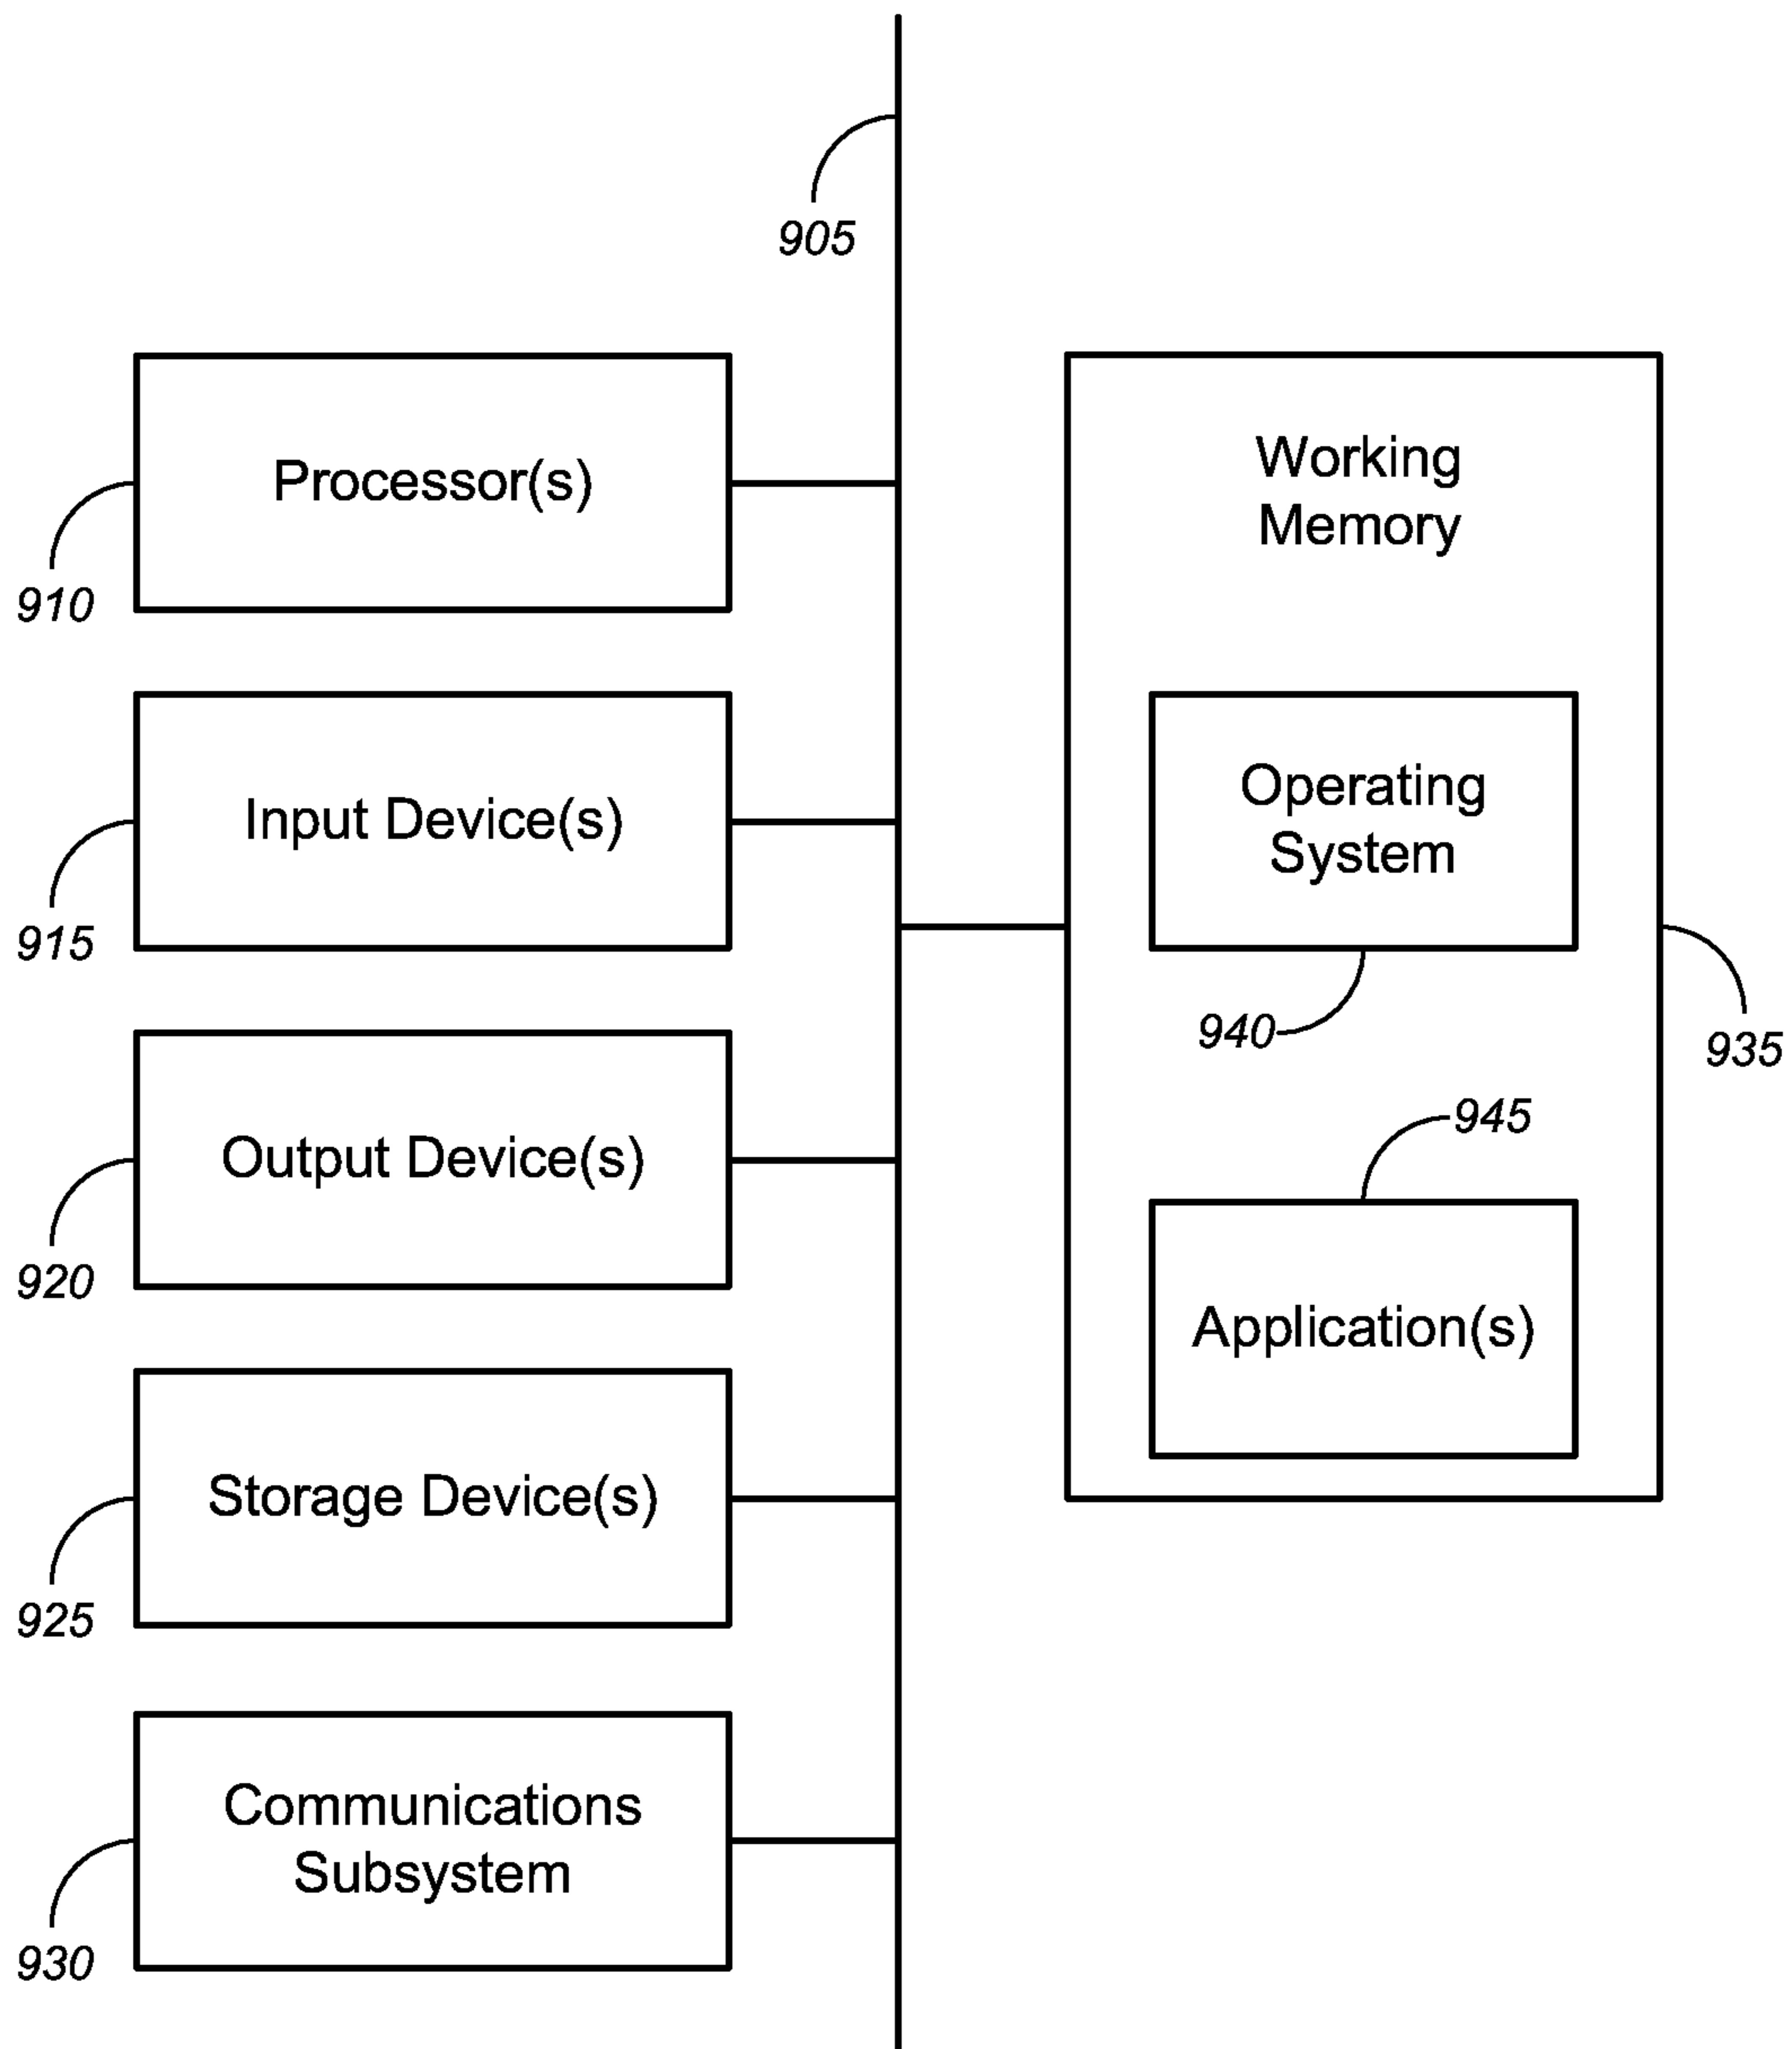 905
Processor(s)
910
Input Device(s)
915
Output Device(s)
920
Storage Device(s)
925
Communications
Subsystem
930
Working
Memory
Operating
System
940
935
945
Application(s)